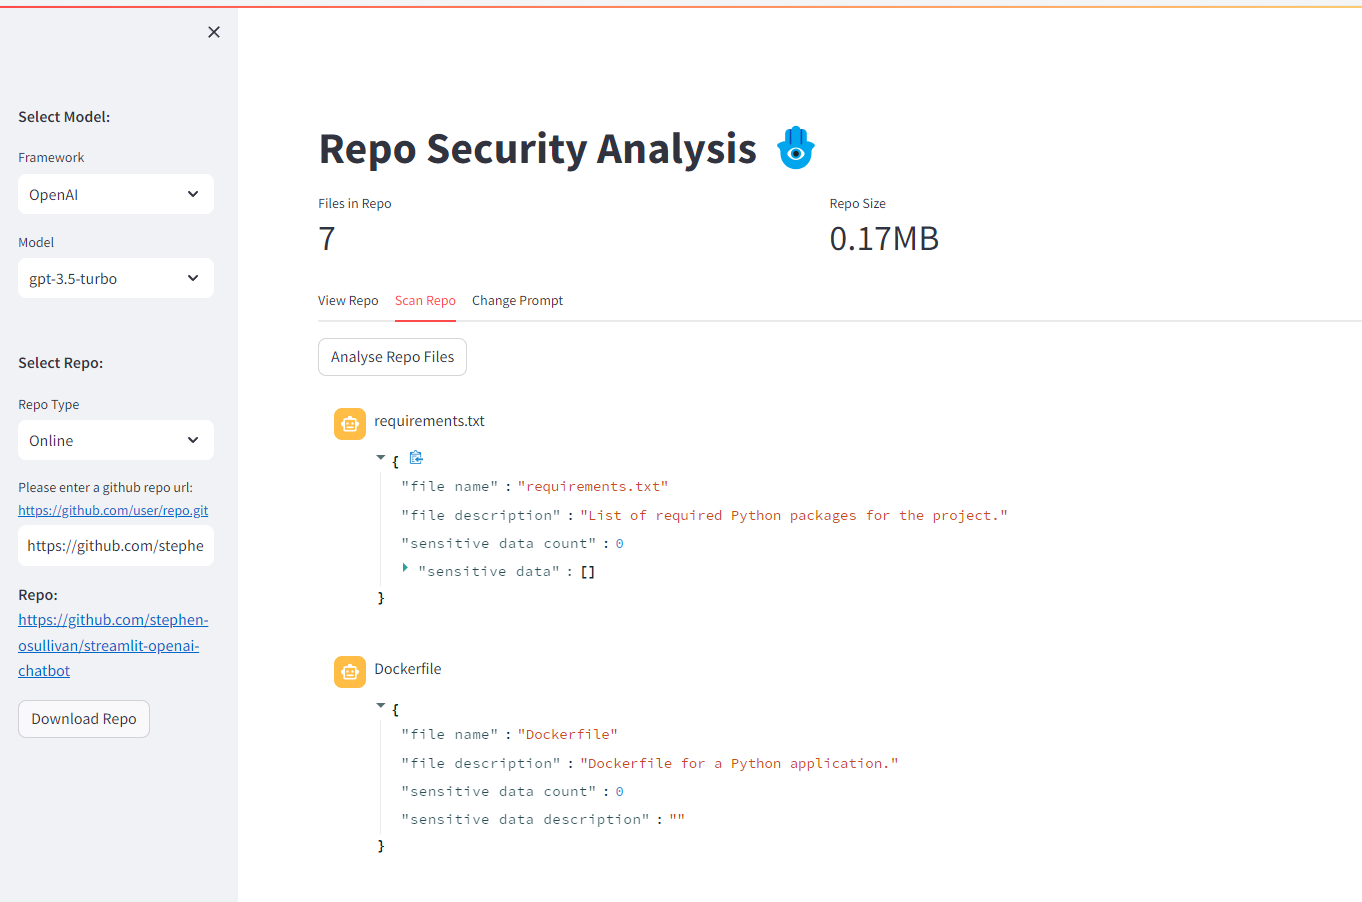 Select Model:
Framework
OpenAI
Model
gpt-3.5-turbo
Select Repo:
Repo Type
Online
Please enter a github repo url:
https://github.com/user/repo.git
https://github.com/stephe
Repo:
https://github.com/stephen-
osullivan/streamlit-openai-
chatbot
Download Repo
Repo Security Analysis
Files in Repo
7
Repo Size
0.17MB
View Repo Scan Repo Change Prompt
Analyse Repo Files
requirements.txt
{
"file name" : "requirements.txt"
"file description" : "List of required Python packages for the project."
"sensitive data count" : 0
"sensitive data" : []
}
Dockerfile
{
"file name" : "Dockerfile"
"file description" : "Dockerfile for a Python application."
"sensitive data count" : 0
"sensitive data description" : ""
}